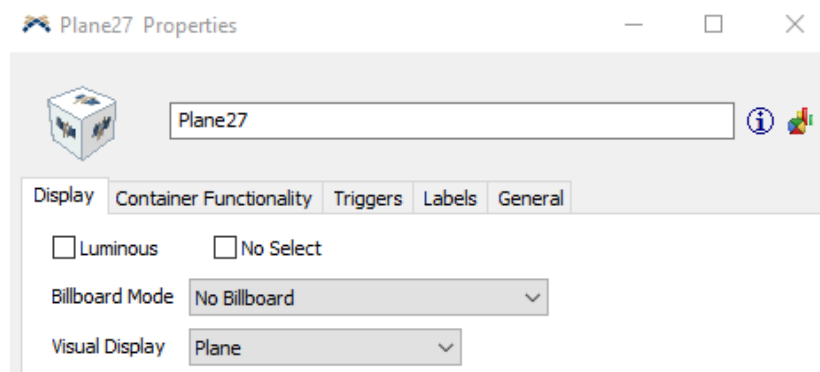 Plane27 Properties
Plane27
Display Container Functionality Triggers Labels General
Luminous No Select
Billboard Mode No Billboard
Visual Display Plane